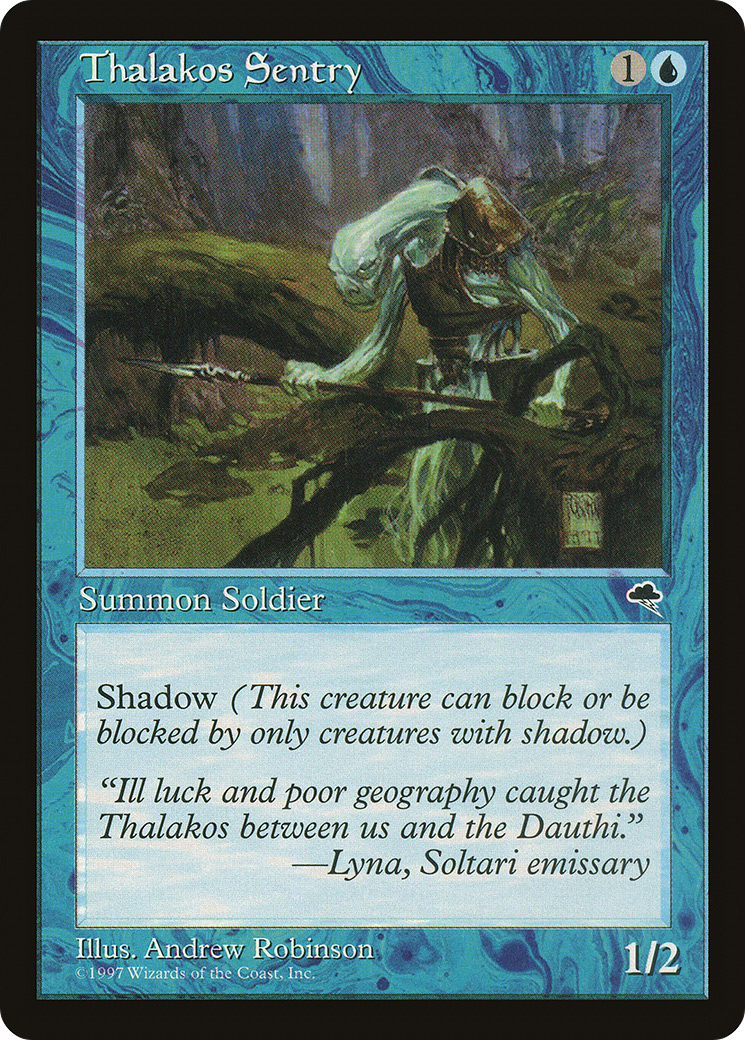 Thalakos Sentry 1
Summon Soldier
Shadow (This creature can block or be
blocked by only creatures with shadow.)
“Ill luck and poor geography caught the
Thalakos between us and the Dauthi.”
—Lyna, Soltari emissary
Illus. Andrew Robinson
©1997 Wizards of the Coast, Inc.
1/2